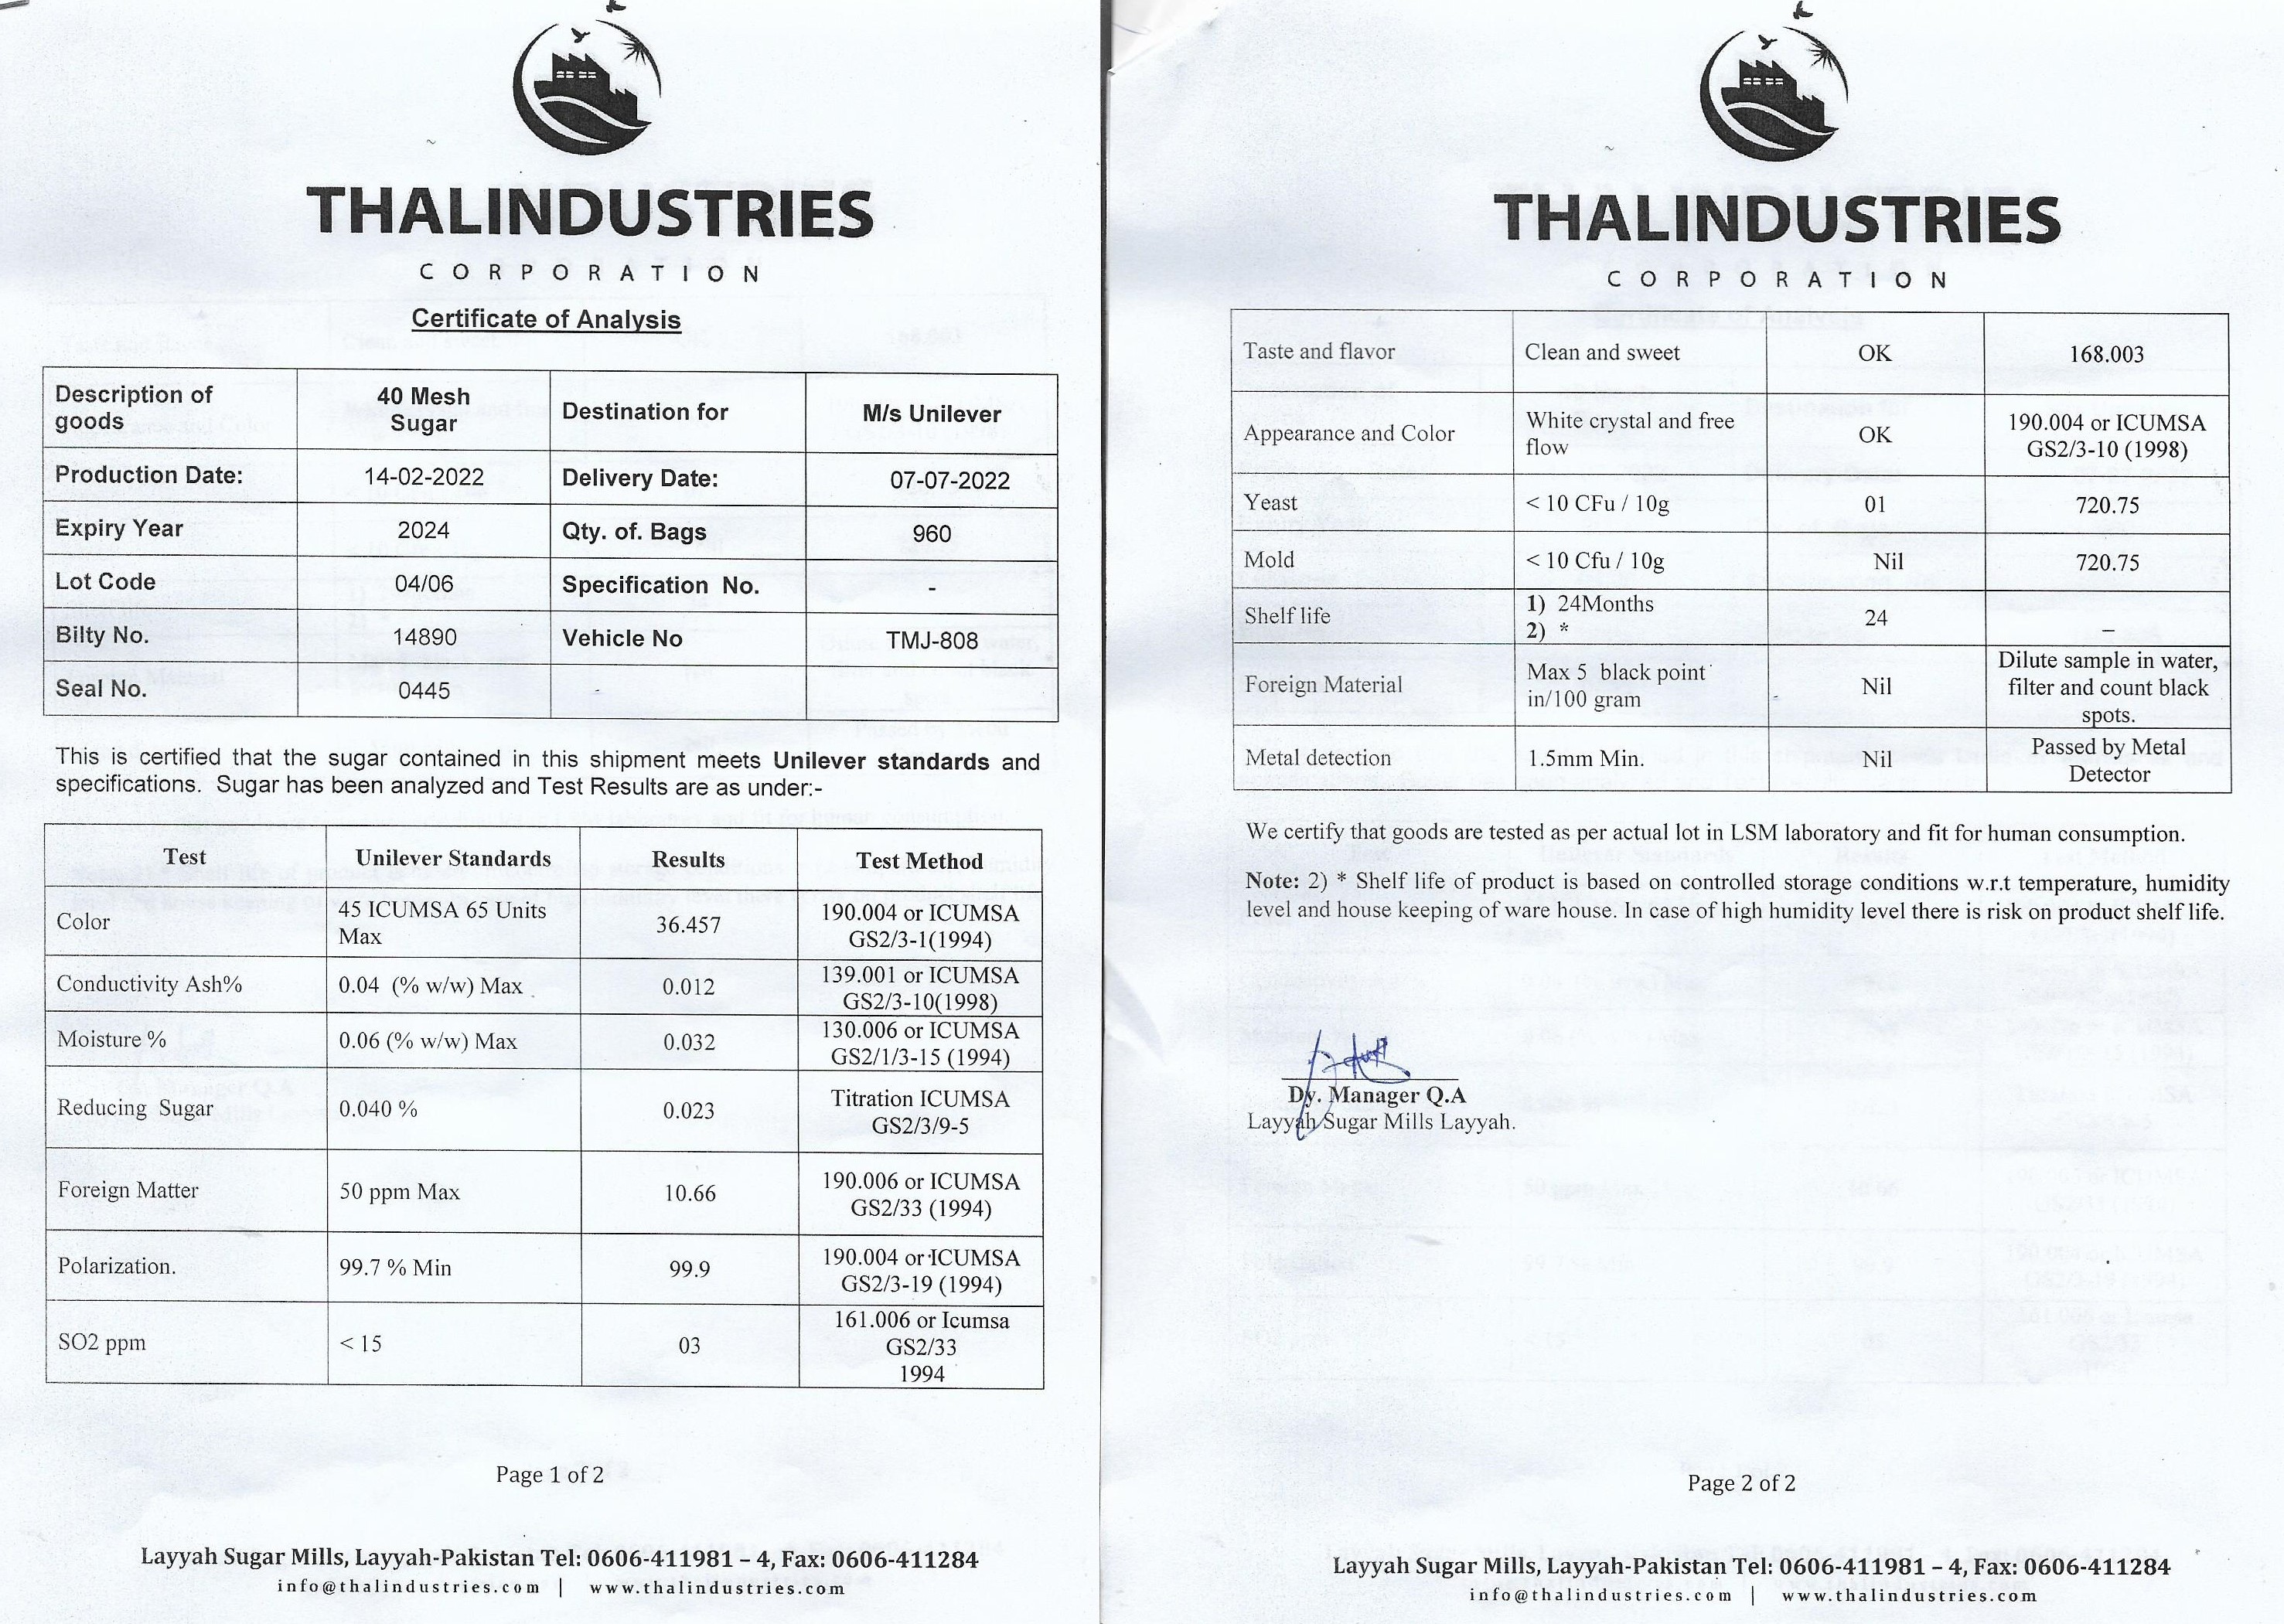 THALINDUSTRIES
CORPORATION
Certificate of Analysis
Description of goods 40 Mesh Sugar Destination for M/s Unilever
Production Date: 14-02-2022 Delivery Date: 07-07-2022
Expiry Year 2024 Qty. of. Bags 960
Lot Code 04/06 Specification No. -
Bilty No. 14890 Vehicle No TMJ-808
Seal No. 0445 -
This is certified that the sugar contained in this shipment meets Unilever standards and
specifications. Sugar has been analyzed and Test Results are as under:-
Test Unilever Standards Results Test Method
Color 45 ICUMSA 65 Units Max 36.457 190.004 or ICUMSA GS2/3-1(1994)
Conductivity Ash% 0.04 (% w/w) Max 0.012 139.001 or ICUMSA GS2/3-10(1998)
Moisture % 0.06 (% w/w) Max 0.032 130.006 or ICUMSA GS2/1/3-15 (1994)
Reducing Sugar 0.040 % 0.023 Titration ICUMSA GS2/3/9-5
Foreign Matter 50 ppm Max 10.66 190.006 or ICUMSA GS2/33 (1994)
Polarization. 99.7 % Min 99.9 190.004 or ICUMSA GS2/3-19 (1994)
SO2 ppm < 15 03 161.006 or Icumsa GS2/33 1994
Page 1 of 2
Layyah Sugar Mills, Layyah-Pakistan Tel: 0606-411981 – 4, Fax: 0606-411284
info@thalindustries.com | www.thalindustries.com
THALINDUSTRIES
CORPORATION
Taste and flavor Clean and sweet OK 168.003
Appearance and Color White crystal and free flow OK 190.004 or ICUMSA GS2/3-10 (1998)
Yeast < 10 CFu / 10g 01 720.75
Mold < 10 Cfu / 10g Nil 720.75
Shelf life 1) 24Months 2) * 24 –
Foreign Material Max 5 black point in/100 gram Nil Dilute sample in water, filter and count black spots.
Metal detection 1.5mm Min. Nil Passed by Metal Detector
We certify that goods are tested as per actual lot in LSM laboratory and fit for human consumption.
Note: 2) * Shelf life of product is based on controlled storage conditions w.r.t temperature, humidity
level and house keeping of ware house. In case of high humidity level there is risk on product shelf life.
Dy. Manager Q.A
Layyah Sugar Mills Layyah.
Page 2 of 2
Layyah Sugar Mills, Layyah-Pakistan Tel: 0606-411981 – 4, Fax: 0606-411284
info@thalindustries.com | www.thalindustries.com